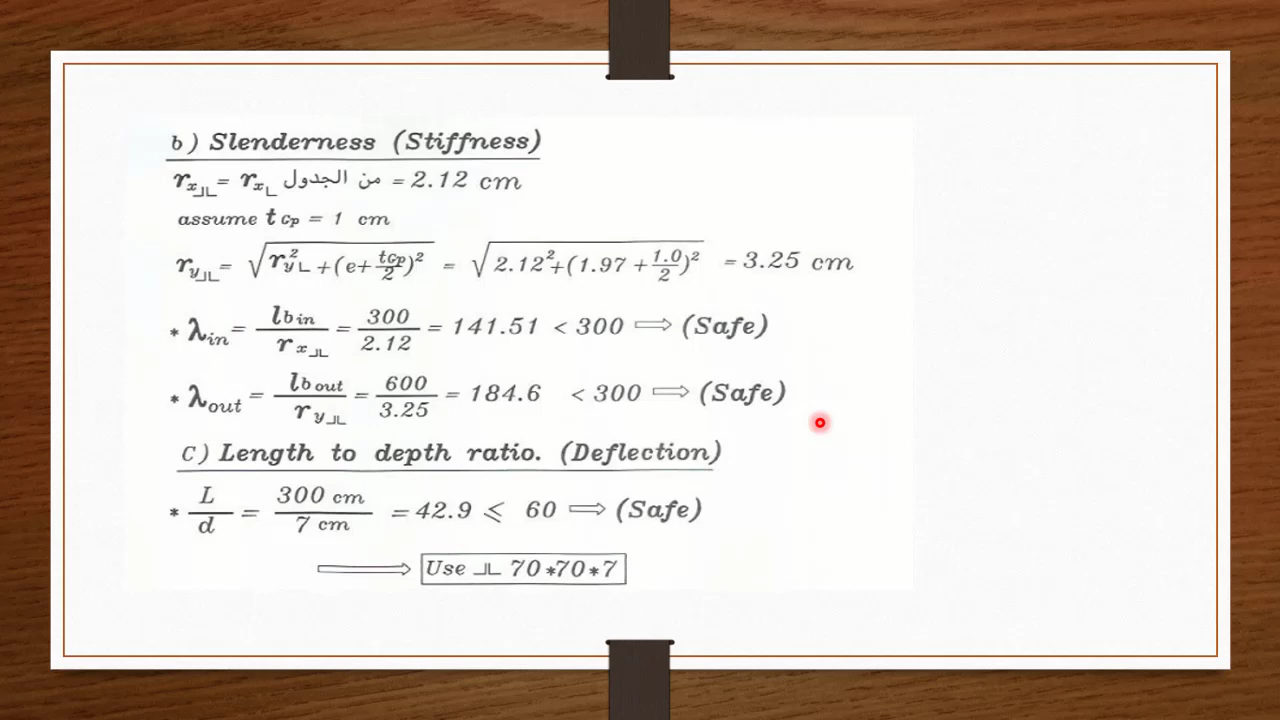 b) Slenderness (Stiffness)
r_x⅃L = r_xL من الجدول = 2.12 cm
assume t_Gp = 1 cm
r_y⅃L = √(r²_yL + (e + t_Gp/2)²) = √(2.12² + (1.97 + 1.0/2)²) = 3.25 cm
* λ_in = l_b in / r_x⅃L = 300/2.12 = 141.51 < 300 ⟹ (Safe)
* λ_out = l_b out / r_y⅃L = 600/3.25 = 184.6 < 300 ⟹ (Safe)
C) Length to depth ratio. (Deflection)
* L/d = 300 cm / 7 cm = 42.9 ⩽ 60 ⟹ (Safe)
⟹ Use ⅃L 70*70*7